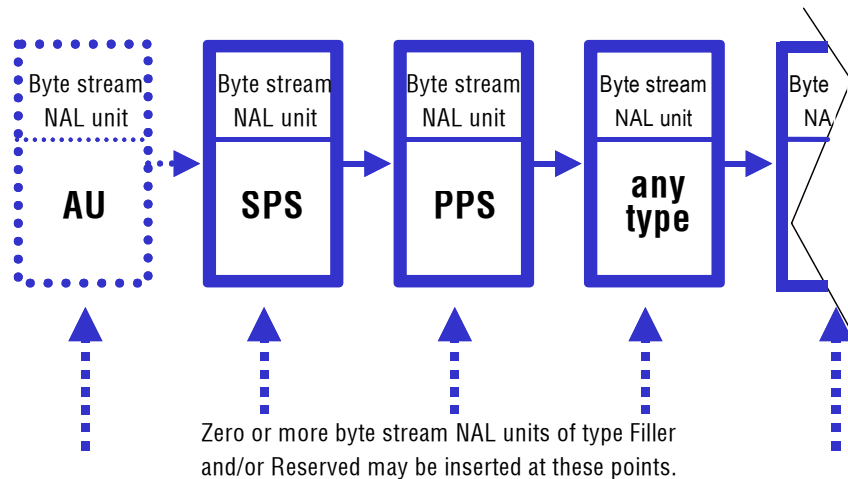 Byte stream
NAL unit
AU
Byte stream
NAL unit
SPS
Byte stream
NAL unit
PPS
Byte stream
NAL unit
any
type
Byte
NA
Zero or more byte stream NAL units of type Filler
and/or Reserved may be inserted at these points.